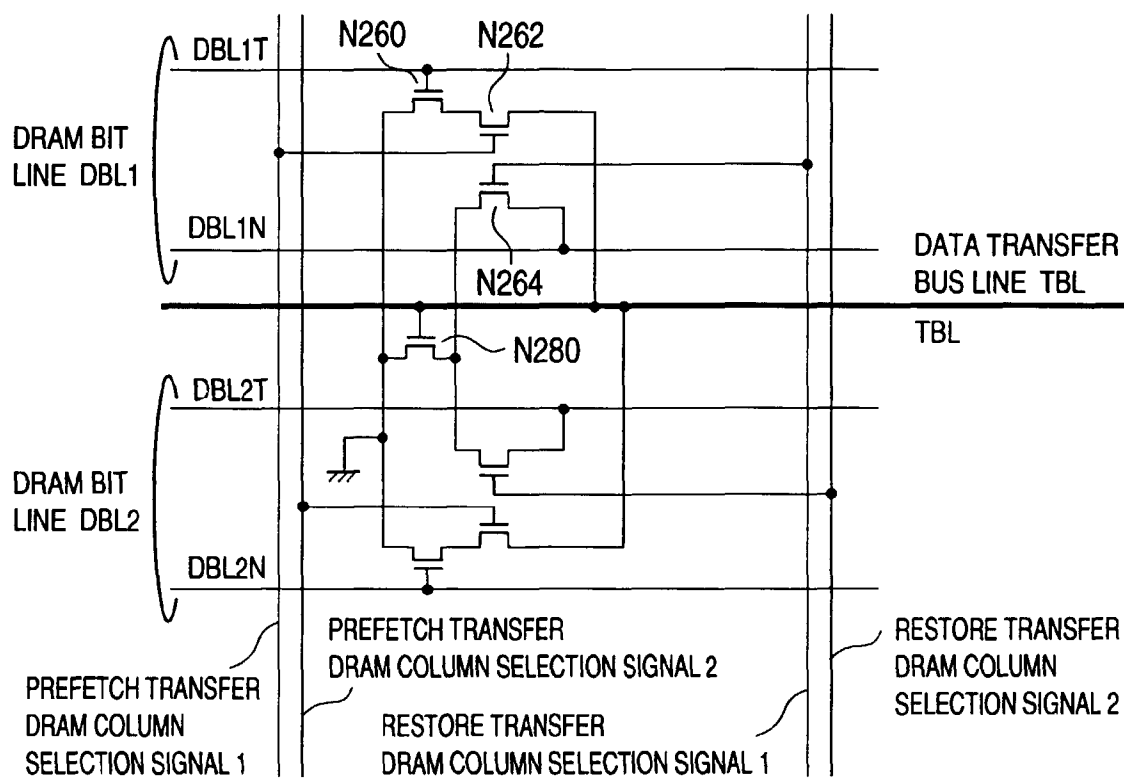 N260
N262
DBL1T
DRAM BIT
LINE DBL1
DBL1N
N264
DATA TRANSFER
BUS LINE TBL
TBL
N280
DBL2T
DRAM BIT
LINE DBL2
DBL2N
PREFETCH TRANSFER
DRAM COLUMN SELECTION SIGNAL 2
RESTORE TRANSFER
DRAM COLUMN
SELECTION SIGNAL 2
PREFETCH TRANSFER
DRAM COLUMN
SELECTION SIGNAL 1
RESTORE TRANSFER
DRAM COLUMN SELECTION SIGNAL 1